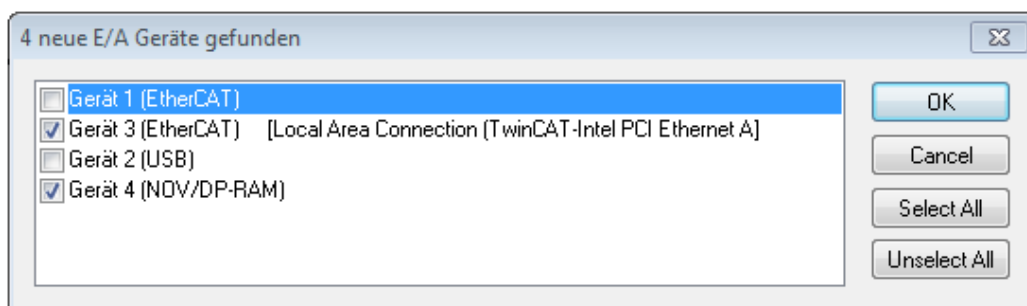 4 neue E/A Geräte gefunden
Gerät 1 (EtherCAT)
Gerät 3 (EtherCAT) [Local Area Connection (TwinCAT-Intel PCI Ethernet A]
Gerät 2 (USB)
Gerät 4 (NOV/DP-RAM)
OK
Cancel
Select All
Unselect All